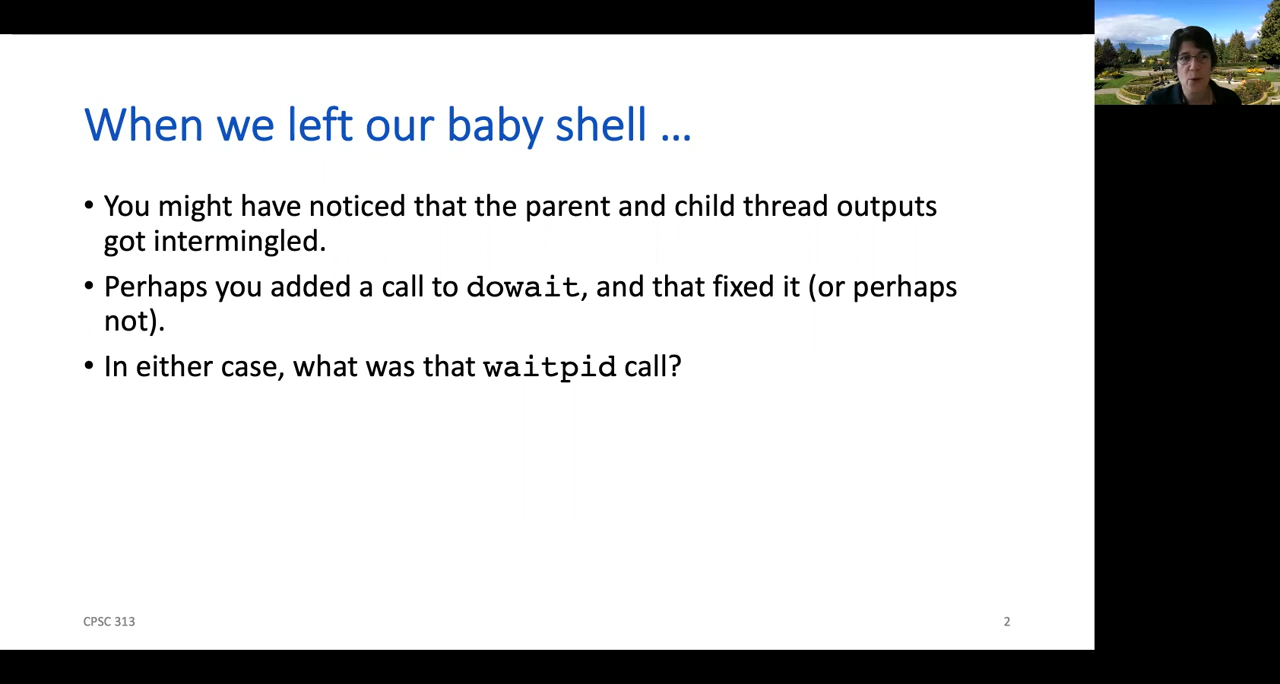 When we left our baby shell ...
• You might have noticed that the parent and child thread outputs
got intermingled.
• Perhaps you added a call to dowait, and that fixed it (or perhaps
not).
• In either case, what was that waitpid call?
CPSC 313
2